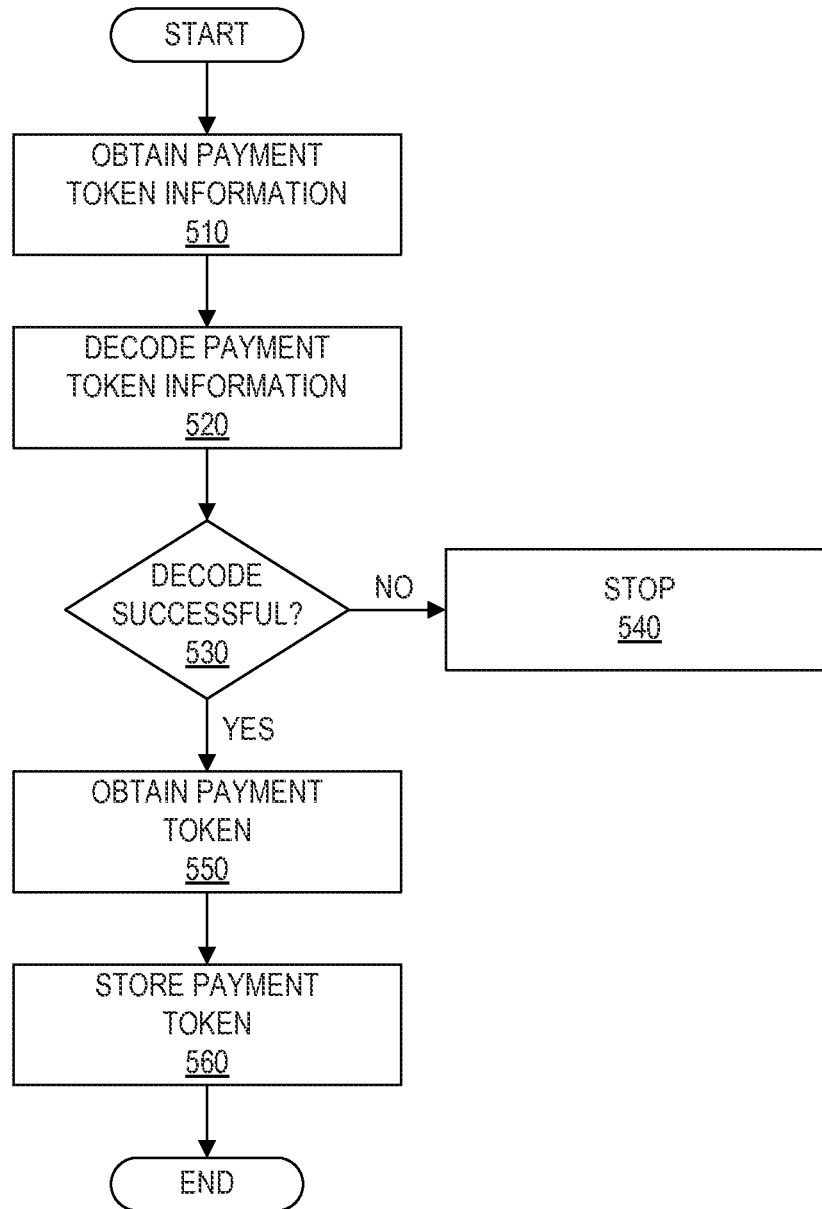 START
OBTAIN PAYMENT
TOKEN INFORMATION
510
DECODE PAYMENT
TOKEN INFORMATION
520
DECODE
SUCCESSFUL?
530
NO
STOP
540
YES
OBTAIN PAYMENT
TOKEN
550
STORE PAYMENT
TOKEN
560
END